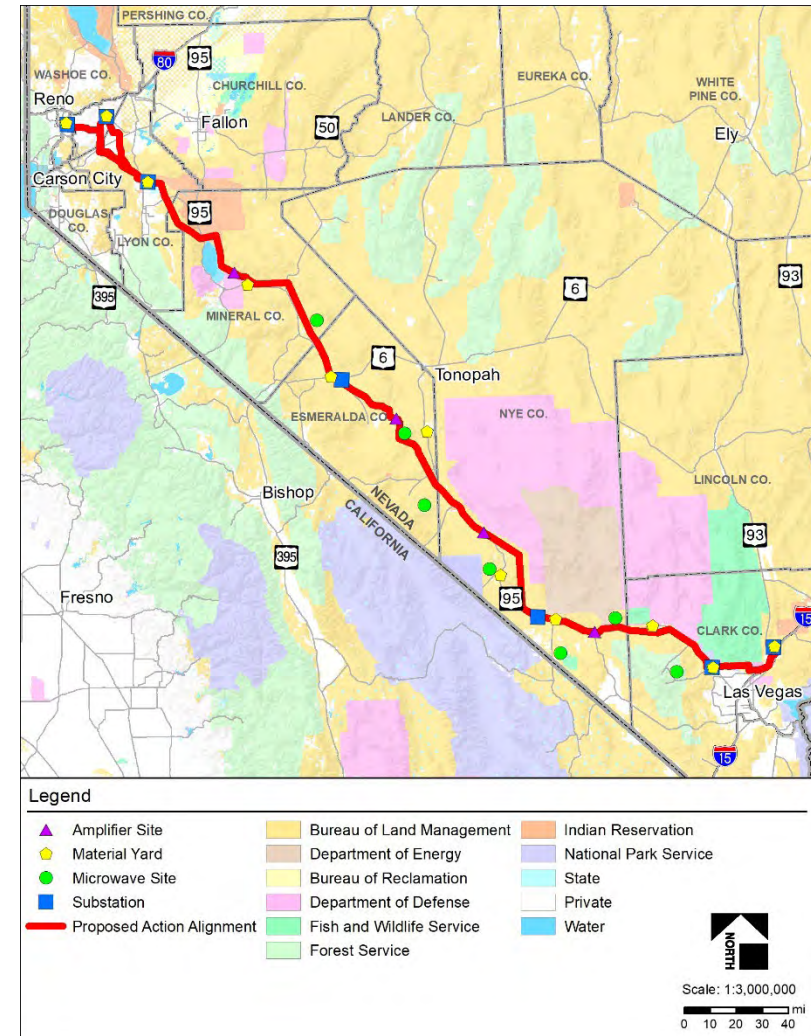 PERSHING CO.
95
80
WASHOE CO.
CHURCHILL CO.
EUREKA CO.
WHITE
PINE CO.
Reno
LANDER CO.
Fallon
50
Ely
Carson City
DOUGLAS
CO.
95
LYON CO.
93
395
6
MINERAL CO.
6
Tonopah
ESMERALDA CO.
NYE CO.
LINCOLN CO.
Bishop
NEVADA
CALIFORNIA
93
395
Fresno
95
15
CLARK CO.
Las Vegas
15
Legend
Amplifier Site
Material Yard
Microwave Site
Substation
Proposed Action Alignment
Bureau of Land Management
Department of Energy
Bureau of Reclamation
Department of Defense
Fish and Wildlife Service
Forest Service
Indian Reservation
National Park Service
State
Private
Water
NORTH
Scale: 1:3,000,000
mi
0 10 20 30 40